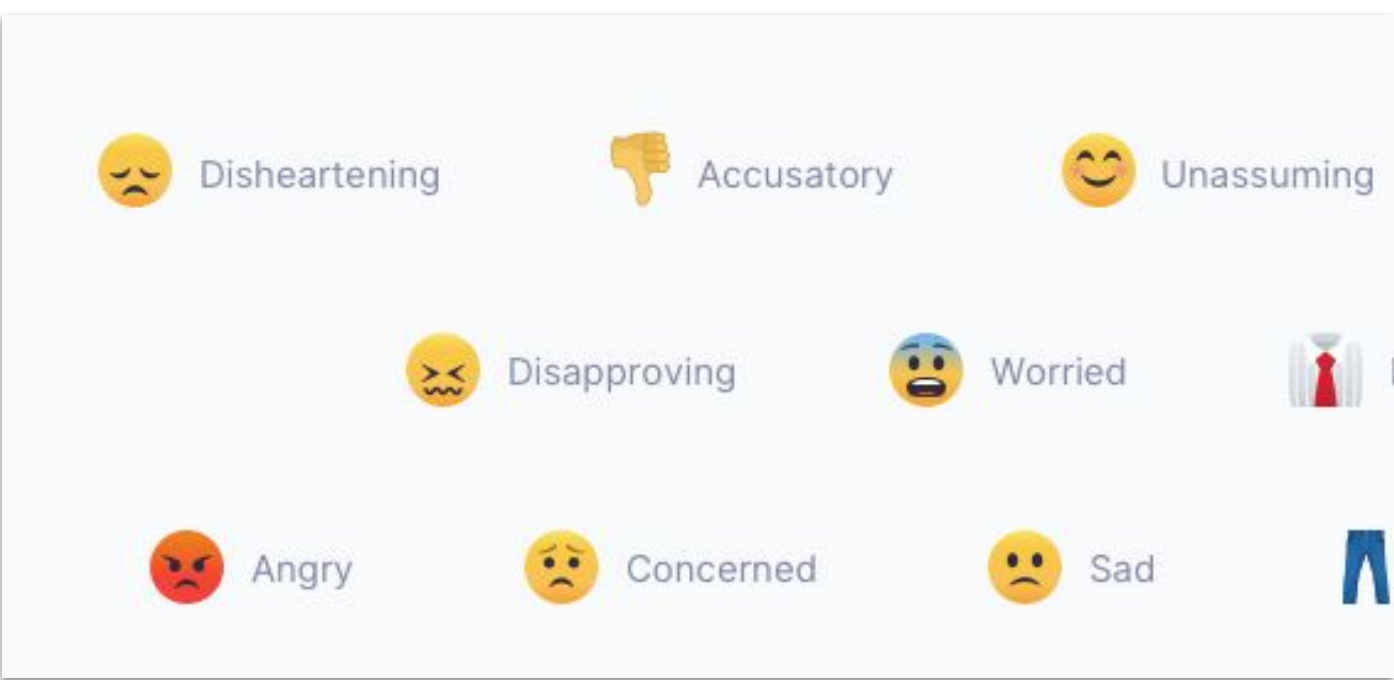 Disheartening Accusatory Unassuming
Disapproving Worried
Angry Concerned Sad